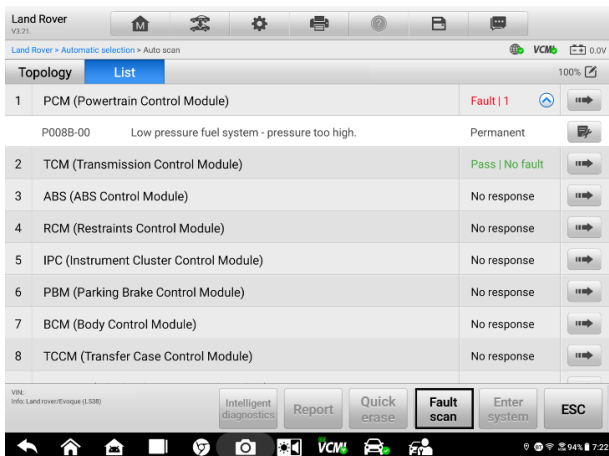 Land Rover
V3.21.
M
?
Land Rover > Automatic selection > Auto scan
VCMI
0.0V
Topology
List
100%
1 PCM (Powertrain Control Module) Fault | 1
P008B-00 Low pressure fuel system - pressure too high. Permanent
2 TCM (Transmission Control Module) Pass | No fault
3 ABS (ABS Control Module) No response
4 RCM (Restraints Control Module) No response
5 IPC (Instrument Cluster Control Module) No response
6 PBM (Parking Brake Control Module) No response
7 BCM (Body Control Module) No response
8 TCCM (Transfer Case Control Module) No response
VIN:
Info: Land rover/Evoque (L538)
Intelligent
diagnostics
Report
Quick
erase
Fault
scan
Enter
system
ESC
VCMI
94% 7:22